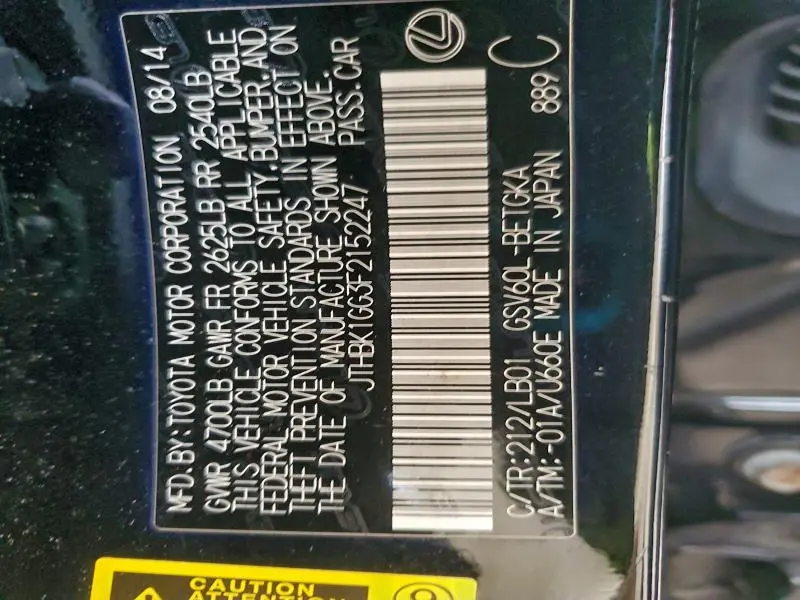 MFD.BY:TOYOTA MOTOR CORPORATION 08/14
GVWR 4700LB GAWR FR 2625LB RR 2540LB
THIS VEHICLE CONFORMS TO ALL APPLICABLE
FEDERAL MOTOR VEHICLE SAFETY,BUMPER,AND
THEFT PREVENTION STANDARDS IN EFFECT ON
THE DATE OF MANUFACTURE SHOWN ABOVE.
JTHBK1GG3F2152247 PASS.CAR
C/TR:212/LB01 GSV60L-BETGKA 889 C
A/TM:-01A/U660E MADE IN JAPAN
CAUTION
ATTENTION